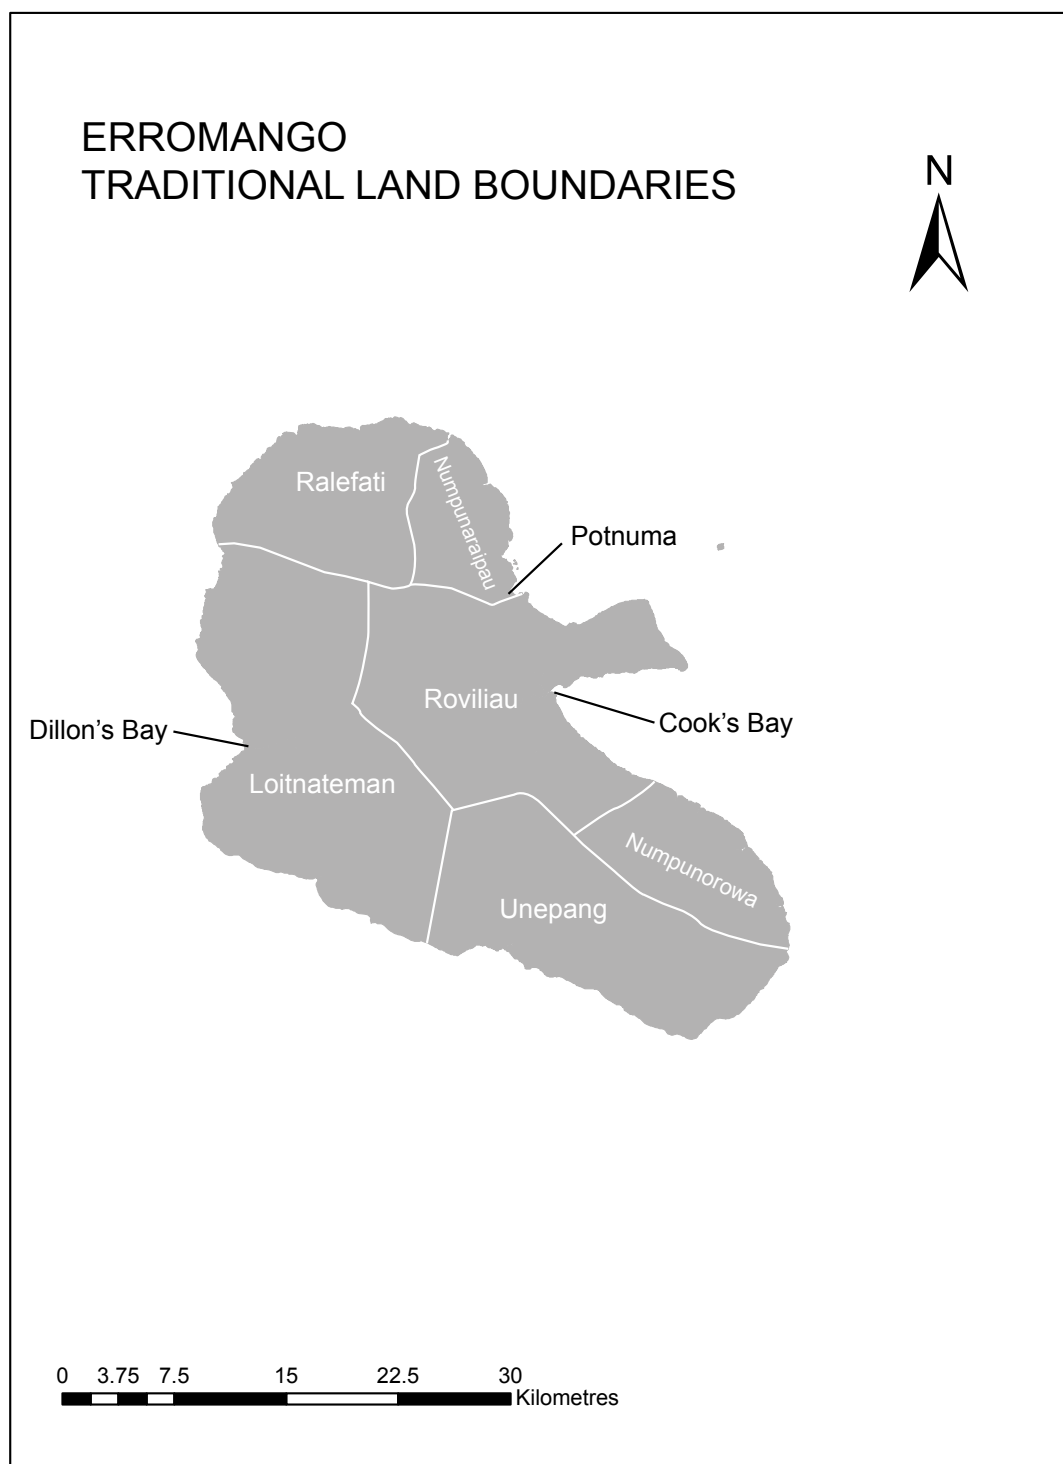 ERROMANGO
TRADITIONAL LAND BOUNDARIES
N
Ralefati
Numpunaraipau
Potnuma
Roviliau
Cook’s Bay
Dillon’s Bay
Loitnateman
Numpunorowa
Unepang
0 3.75 7.5 15 22.5 30
Kilometres